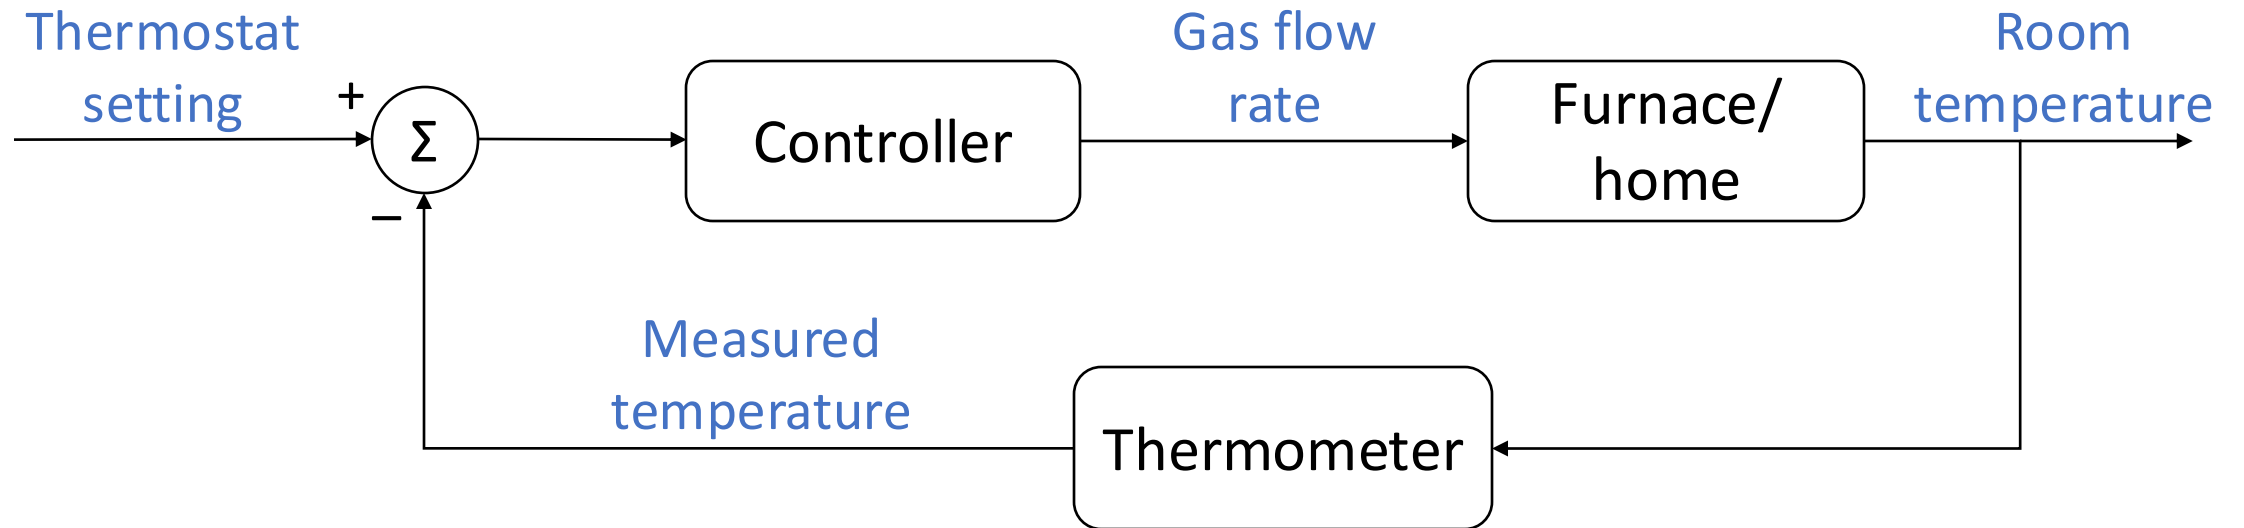 Thermostat
setting
+
Σ
−
Controller
Gas flow
rate
Furnace/
home
Room
temperature
Measured
temperature
Thermometer